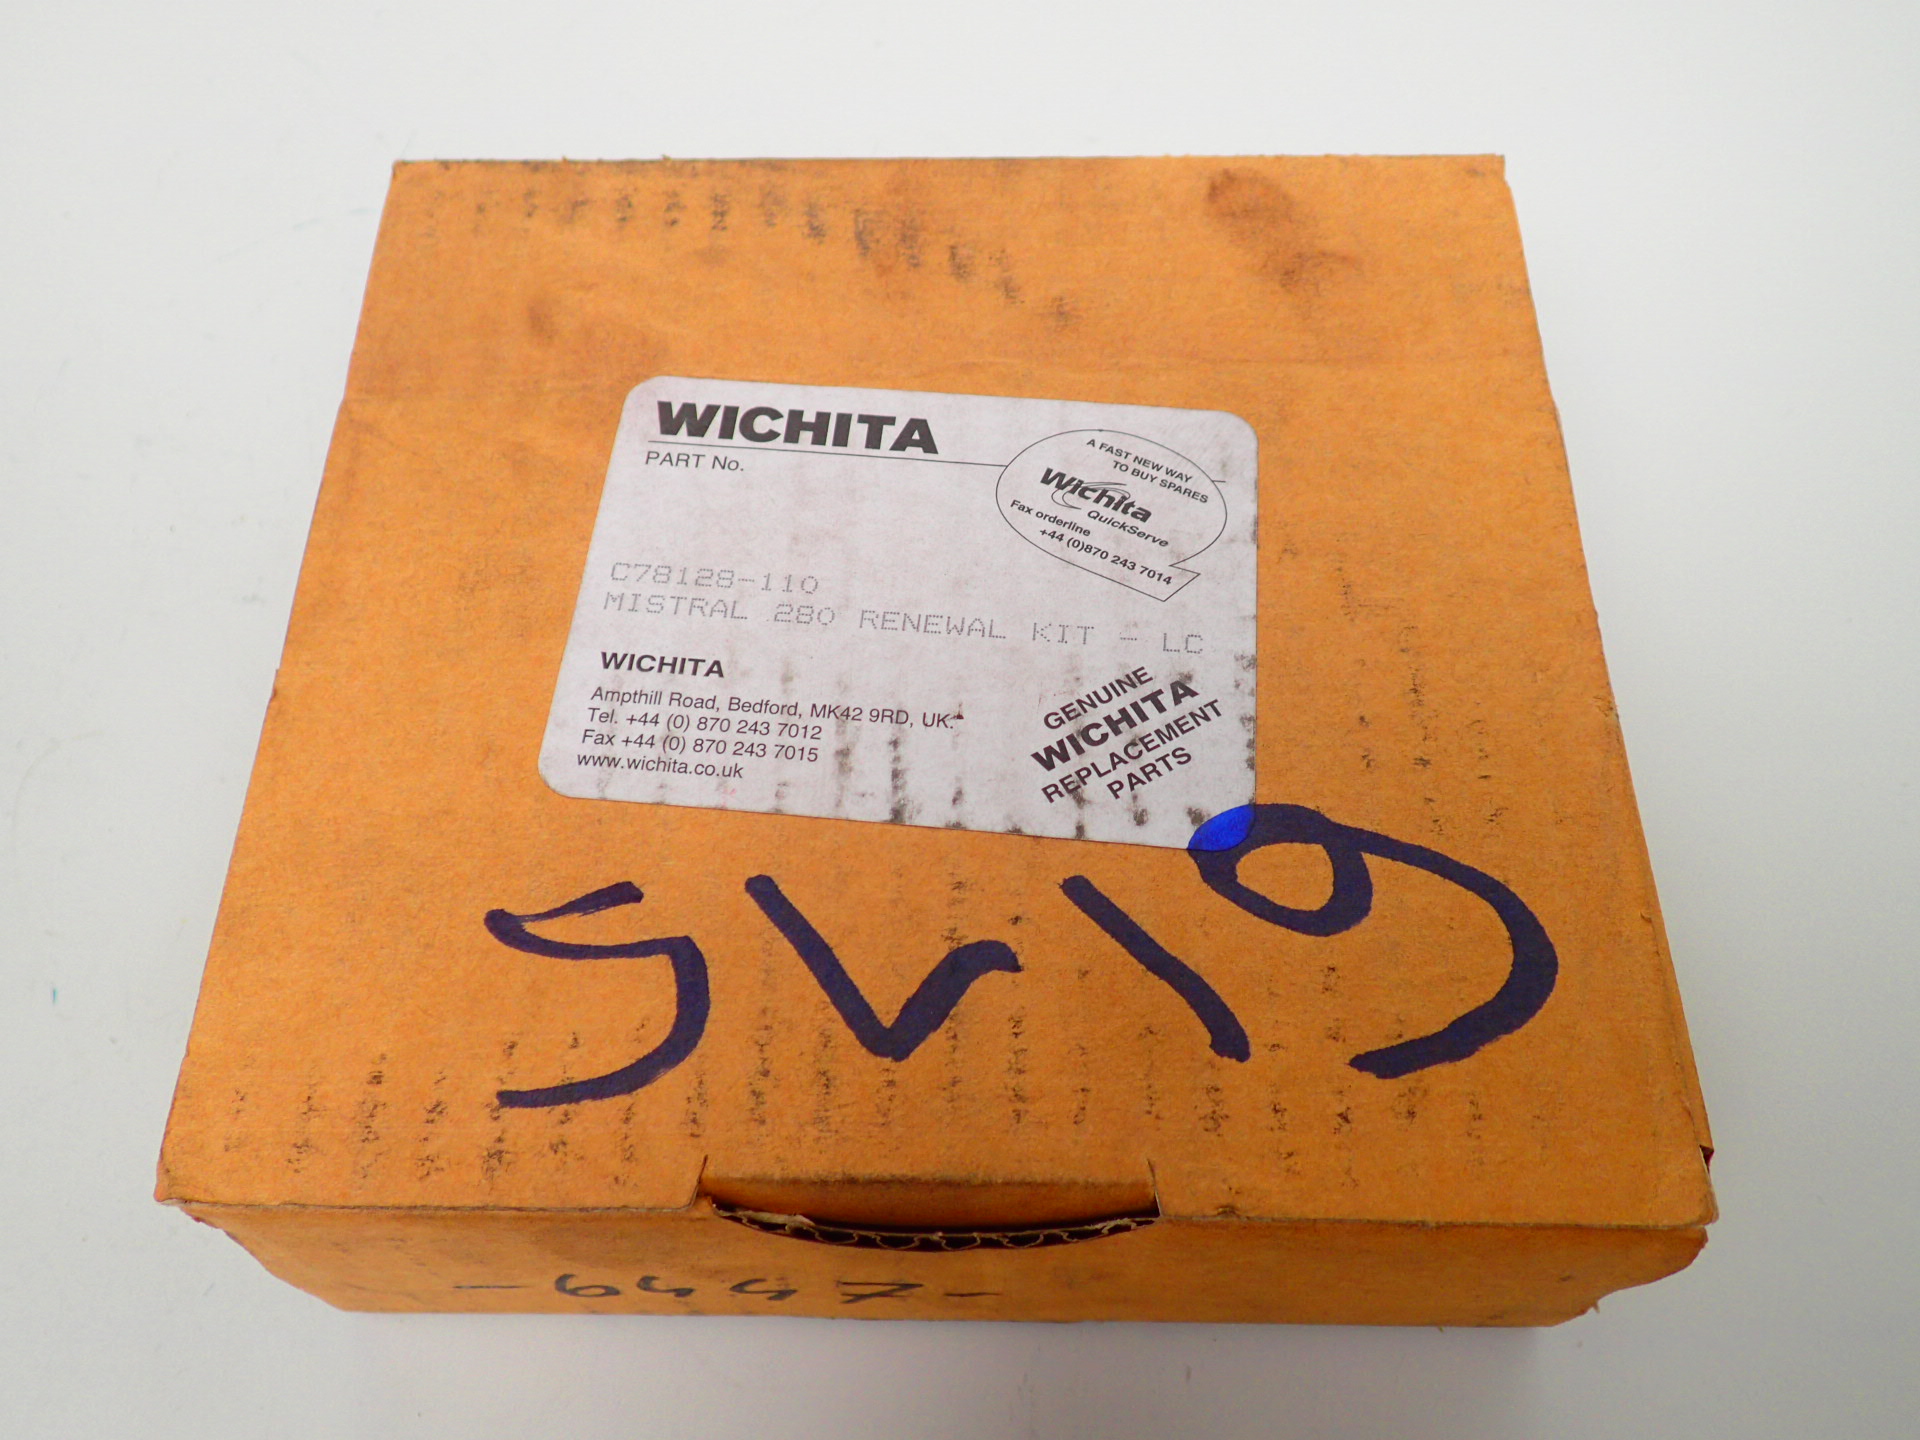 WICHITA
PART No.
A FAST NEW WAY
TO BUY SPARES
Wichita
QuickServe
Fax orderline
+44 (0)870 243 7014
C78128-110
MISTRAL 280 RENEWAL KIT - LC
WICHITA
Ampthill Road, Bedford, MK42 9RD, UK.
Tel. +44 (0) 870 243 7012
Fax +44 (0) 870 243 7015
www.wichita.co.uk
GENUINE
WICHITA
REPLACEMENT
PARTS
5V19